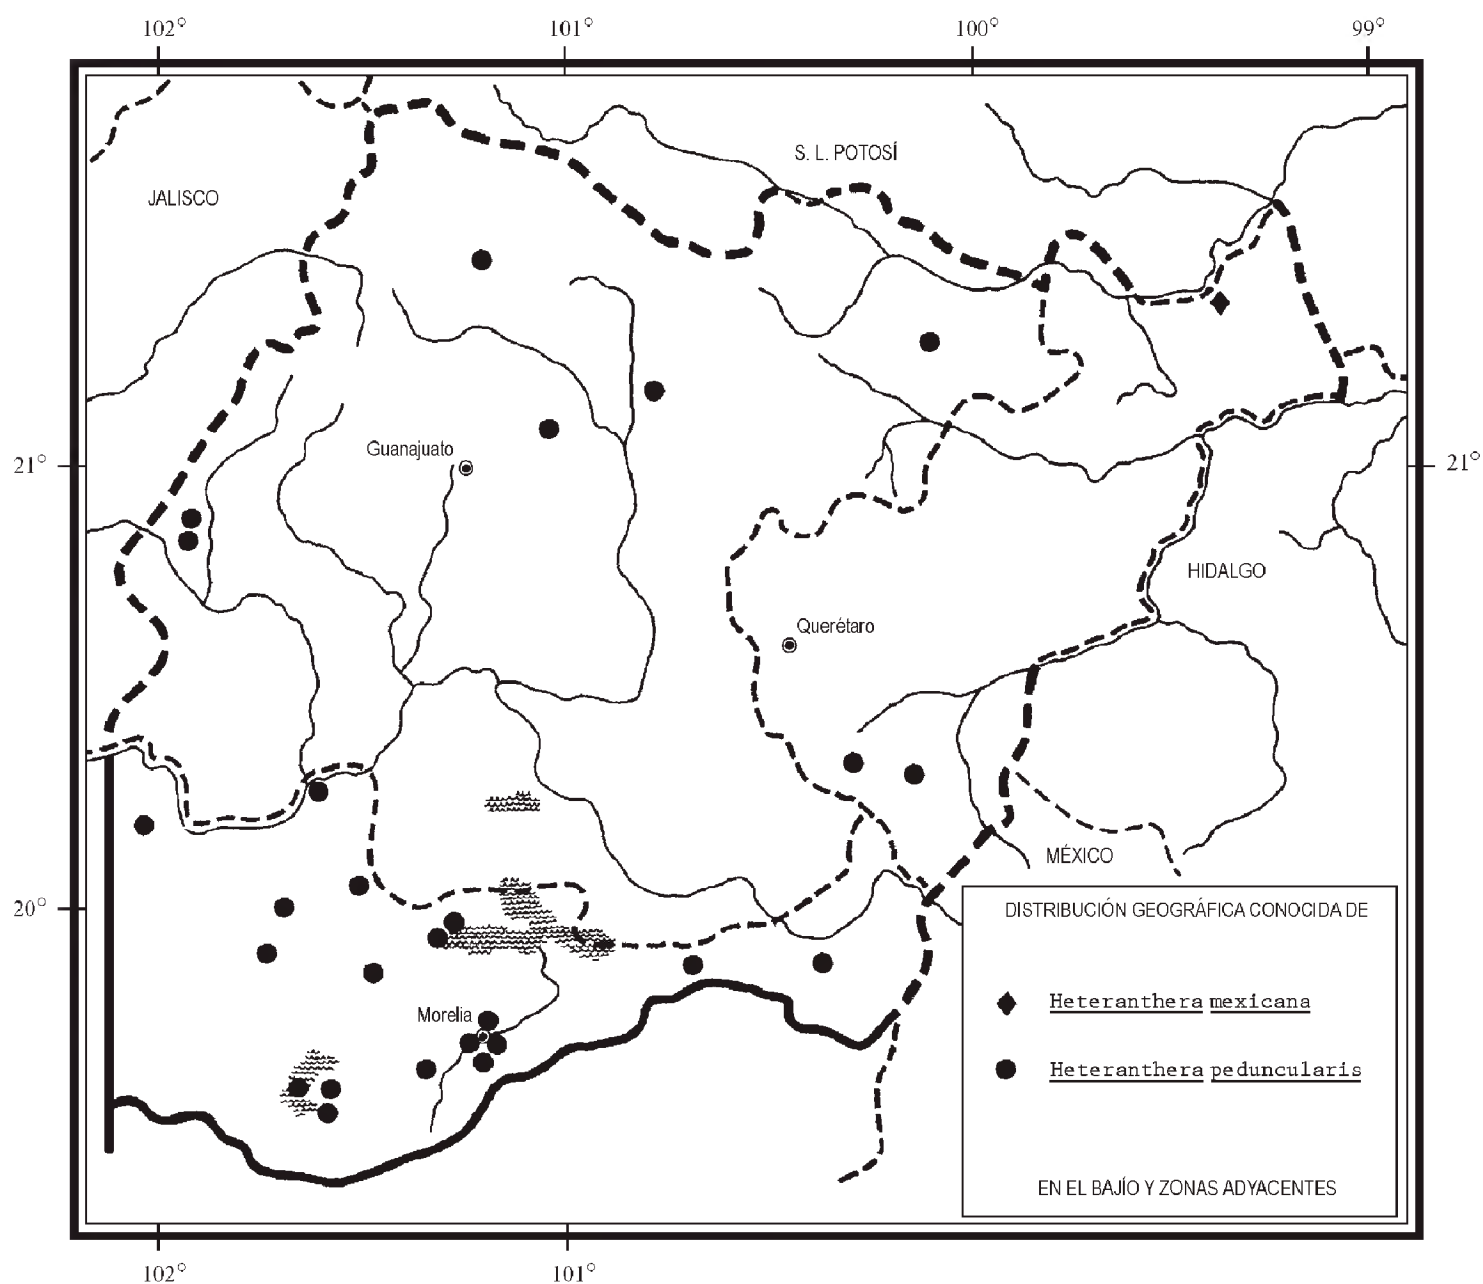 102°
101°
100°
99°
S. L. POTOSÍ
JALISCO
Guanajuato
21°
21°
HIDALGO
Querétaro
MÉXICO
20°
DISTRIBUCIÓN GEOGRÁFICA CONOCIDA DE
Heteranthera mexicana
Morelia
Heteranthera peduncularis
EN EL BAJÍO Y ZONAS ADYACENTES
102°
101°